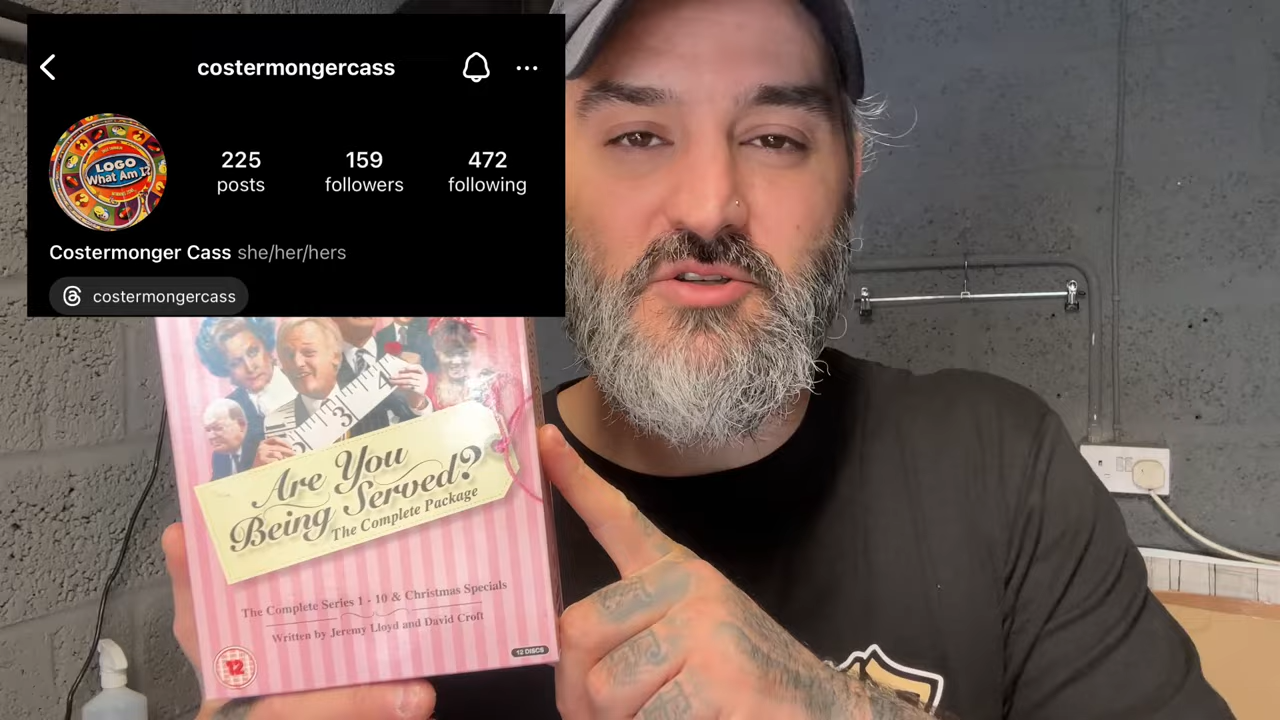 costermongercass
LOGO
What Am I?
225
posts
159
followers
472
following
Costermonger Cass she/her/hers
costermongercass
3
4
Are You
Being Served?
The Complete Package
The Complete Series 1 - 10 & Christmas Specials
Written by Jeremy Lloyd and David Croft
12
12 DISCS